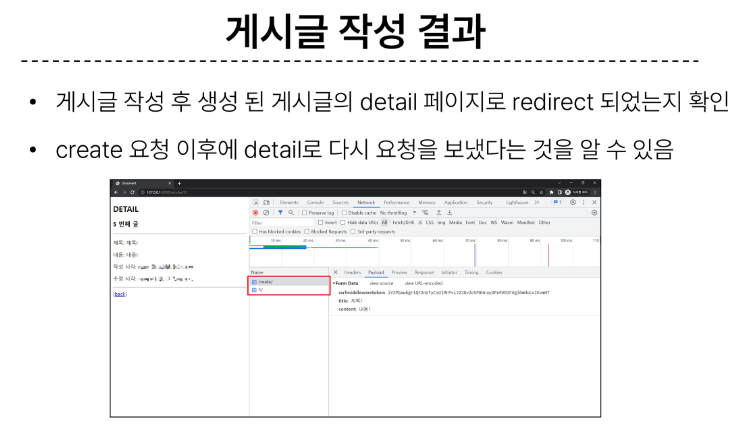 게시글 작성 결과
• 게시글 작성 후 생성 된 게시글의 detail 페이지로 redirect 되었는지 확인
• create 요청 이후에 detail로 다시 요청을 보냈다는 것을 알 수 있음
Elements Console Sources Network Performance Memory Application Security Lighthouse
Preserve log Disable cache No throttling
Filter Invert Hide data URLs All Fetch/XHR JS CSS Img Media Font Doc WS Wasm Manifest Other
Has blocked cookies Blocked Requests 3rd-party requests
DETAIL
5 번째 글
제목: 제목!
내용: 내용!
작성 시각:
수정 시각:
[back]
Name
create/
5/
Headers Payload Preview Response Initiator Timing Cookies
Form Data view source view URL-encoded
csrfmiddlewaretoken:
title: 제목!
content: 내용!